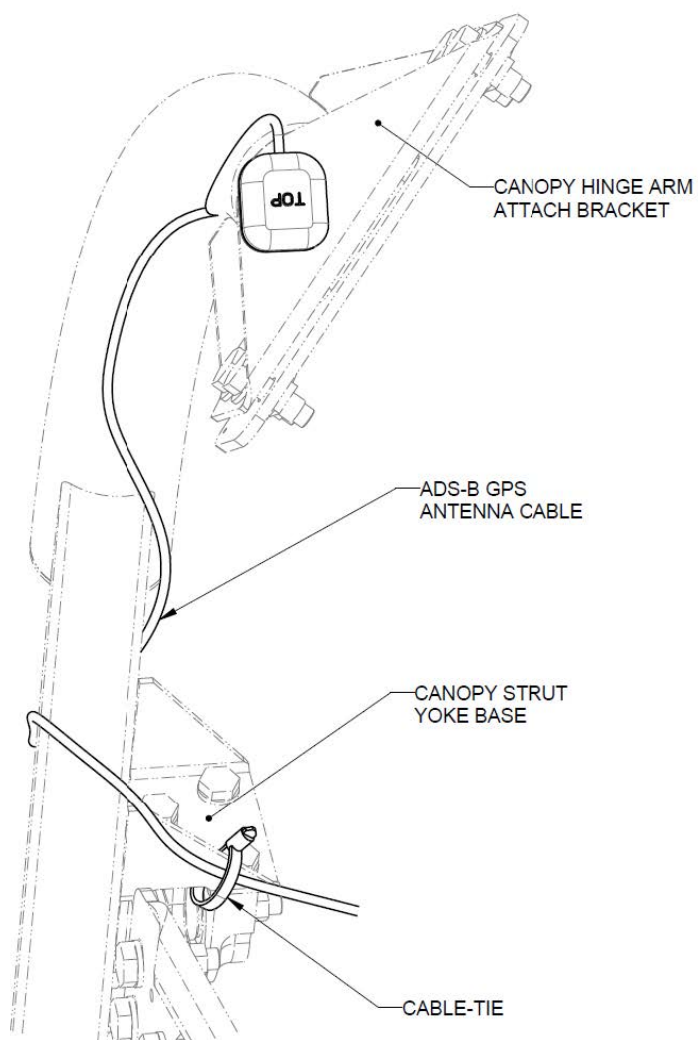 TOP
CANOPY HINGE ARM
ATTACH BRACKET
ADS-B GPS
ANTENNA CABLE
CANOPY STRUT
YOKE BASE
CABLE-TIE